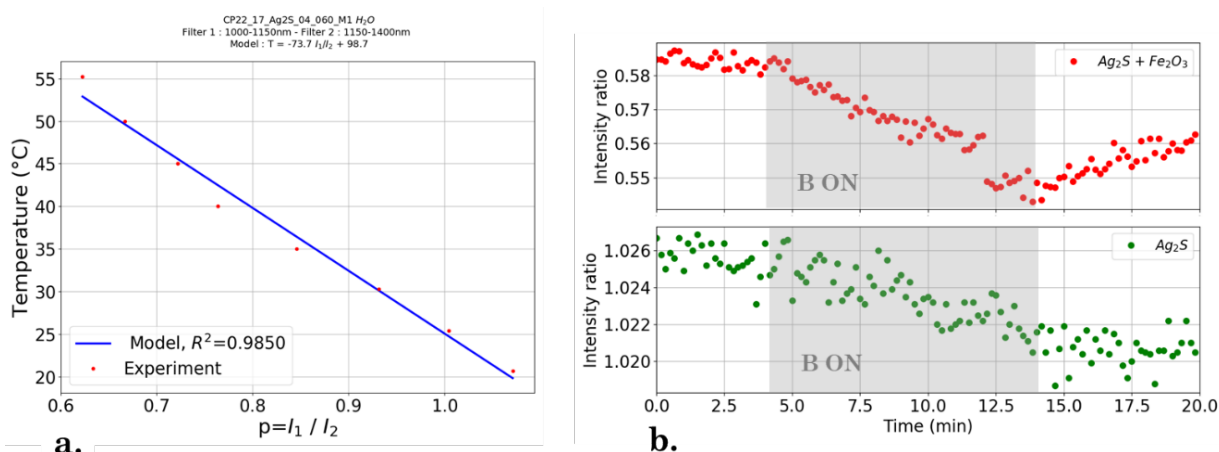 CP22_17_Ag2S_04_060_M1 H₂O
Filter 1 : 1000-1150nm - Filter 2 : 1150-1400nm
Model : T = -73.7 I₁/I₂ + 98.7
Temperature (°C)
55
50
45
40
35
30
25
20
Model, R²=0.9850
Experiment
0.6
0.7
0.8
0.9
1.0
p=I₁ / I₂
a.
Intensity ratio
0.58
0.56
0.55
Ag₂S + Fe₂O₃
B ON
Intensity ratio
1.026
1.024
1.022
1.020
Ag₂S
B ON
0.0
2.5
5.0
7.5
10.0
12.5
15.0
17.5
20.0
Time (min)
b.